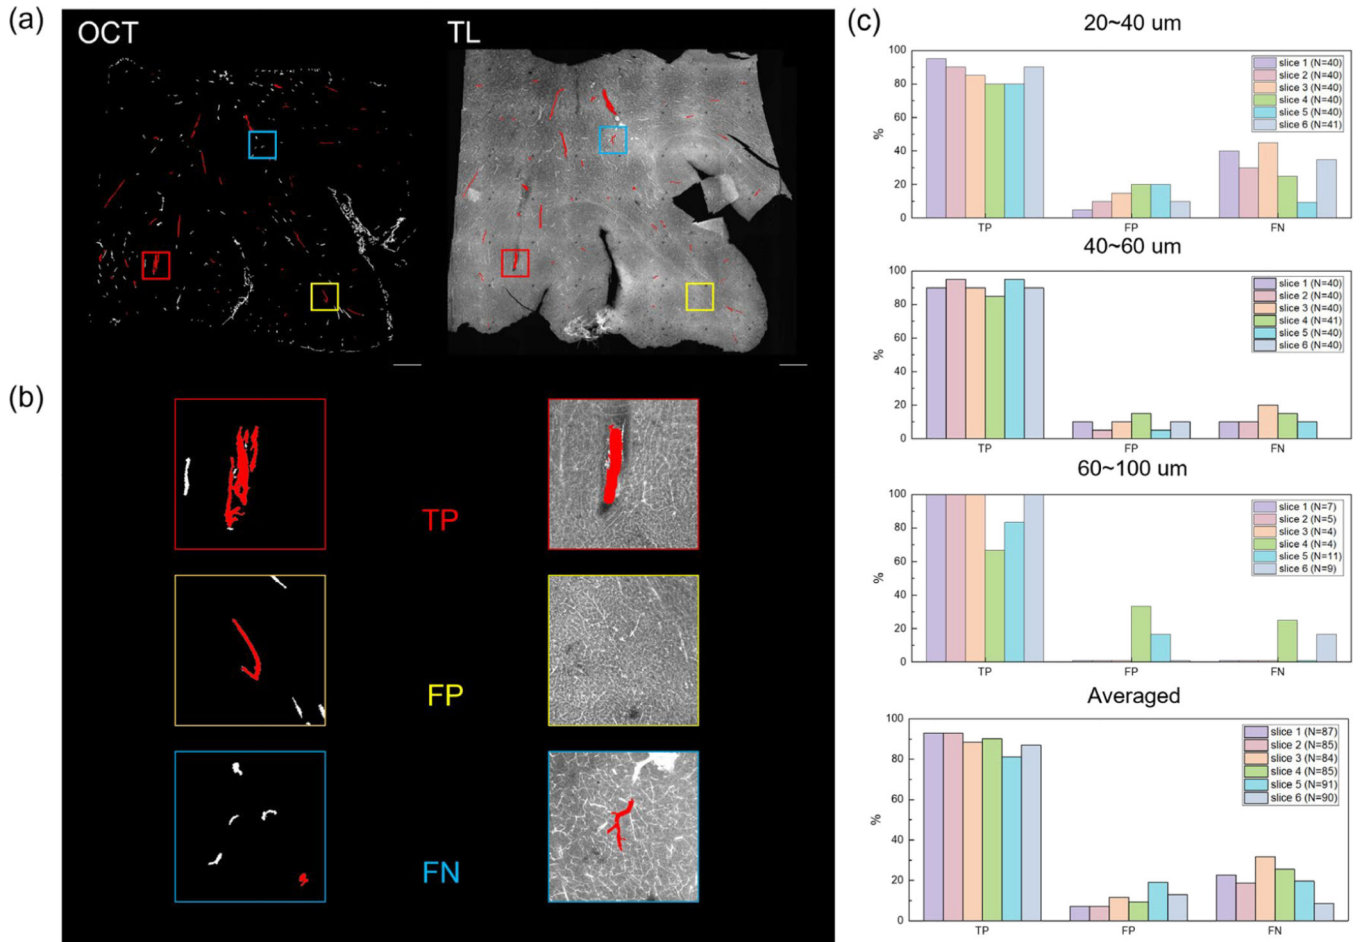 (a)
OCT
TL
(b)
TP
FP
FN
(c)
20~40 um
100
80
60
40
20
0
%
TP
FP
FN
slice 1 (N=40)
slice 2 (N=40)
slice 3 (N=40)
slice 4 (N=40)
slice 5 (N=40)
slice 6 (N=41)
40~60 um
100
80
60
40
20
0
%
TP
FP
FN
slice 1 (N=40)
slice 2 (N=40)
slice 3 (N=40)
slice 4 (N=41)
slice 5 (N=40)
slice 6 (N=40)
60~100 um
100
80
60
40
20
0
%
TP
FP
FN
slice 1 (N=7)
slice 2 (N=5)
slice 3 (N=4)
slice 4 (N=4)
slice 5 (N=11)
slice 6 (N=9)
Averaged
100
80
60
40
20
0
%
TP
FP
FN
slice 1 (N=87)
slice 2 (N=85)
slice 3 (N=84)
slice 4 (N=85)
slice 5 (N=91)
slice 6 (N=90)